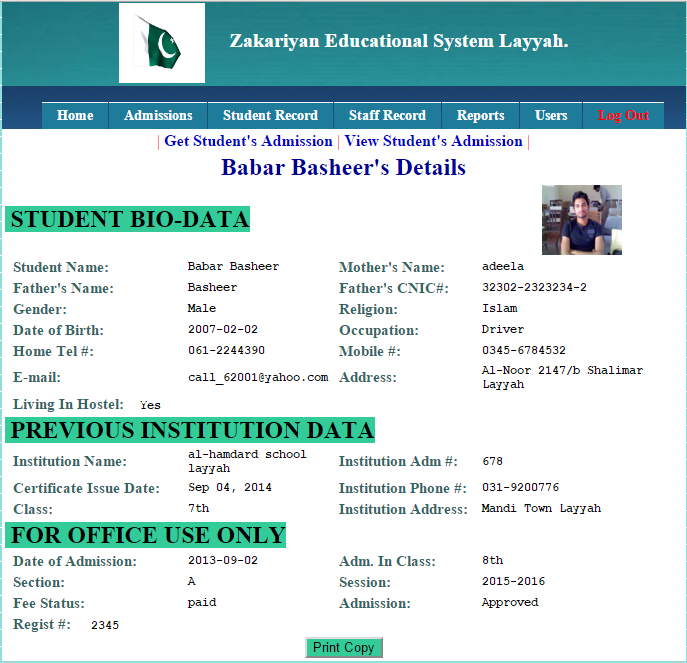 Zakariyan Educational System Layyah.
Home Admissions Student Record Staff Record Reports Users Log Out
| Get Student's Admission | View Student's Admission |
Babar Basheer's Details
STUDENT BIO-DATA
Student Name: Babar Basheer Mother's Name: adeela
Father's Name: Basheer Father's CNIC#: 32302-2323234-2
Gender: Male Religion: Islam
Date of Birth: 2007-02-02 Occupation: Driver
Home Tel #: 061-2244390 Mobile #: 0345-6784532
E-mail: call_62001@yahoo.com Address: Al-Noor 2147/b Shalimar
Layyah
Living In Hostel: Yes
PREVIOUS INSTITUTION DATA
Institution Name: al-hamdard school
layyah
Institution Adm #: 678
Certificate Issue Date: Sep 04, 2014 Institution Phone #: 031-9200776
Class: 7th Institution Address: Mandi Town Layyah
FOR OFFICE USE ONLY
Date of Admission: 2013-09-02 Adm. In Class: 8th
Section: A Session: 2015-2016
Fee Status: paid Admission: Approved
Regist #: 2345
Print Copy